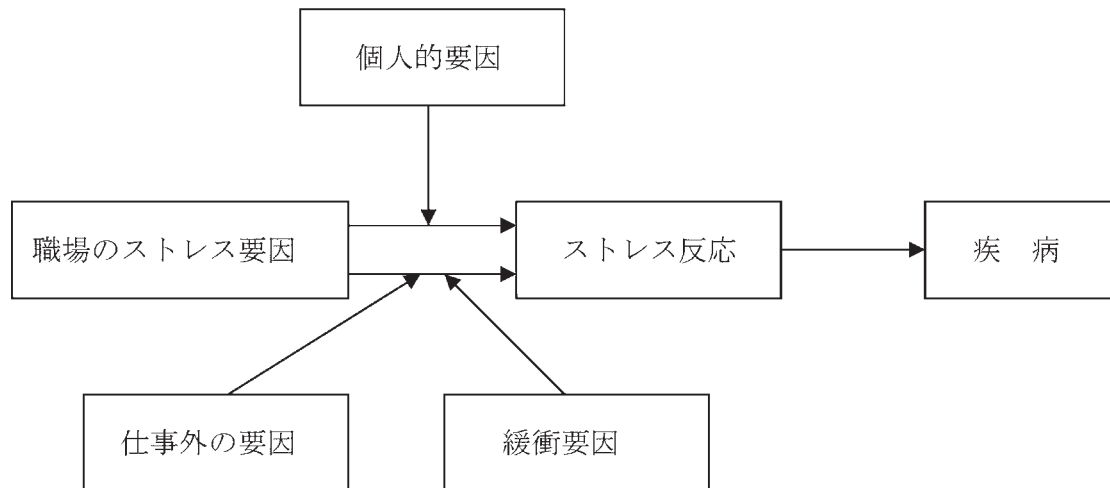 個人的要因
職場のストレス要因
ストレス反応
疾　病
仕事外の要因
緩衝要因